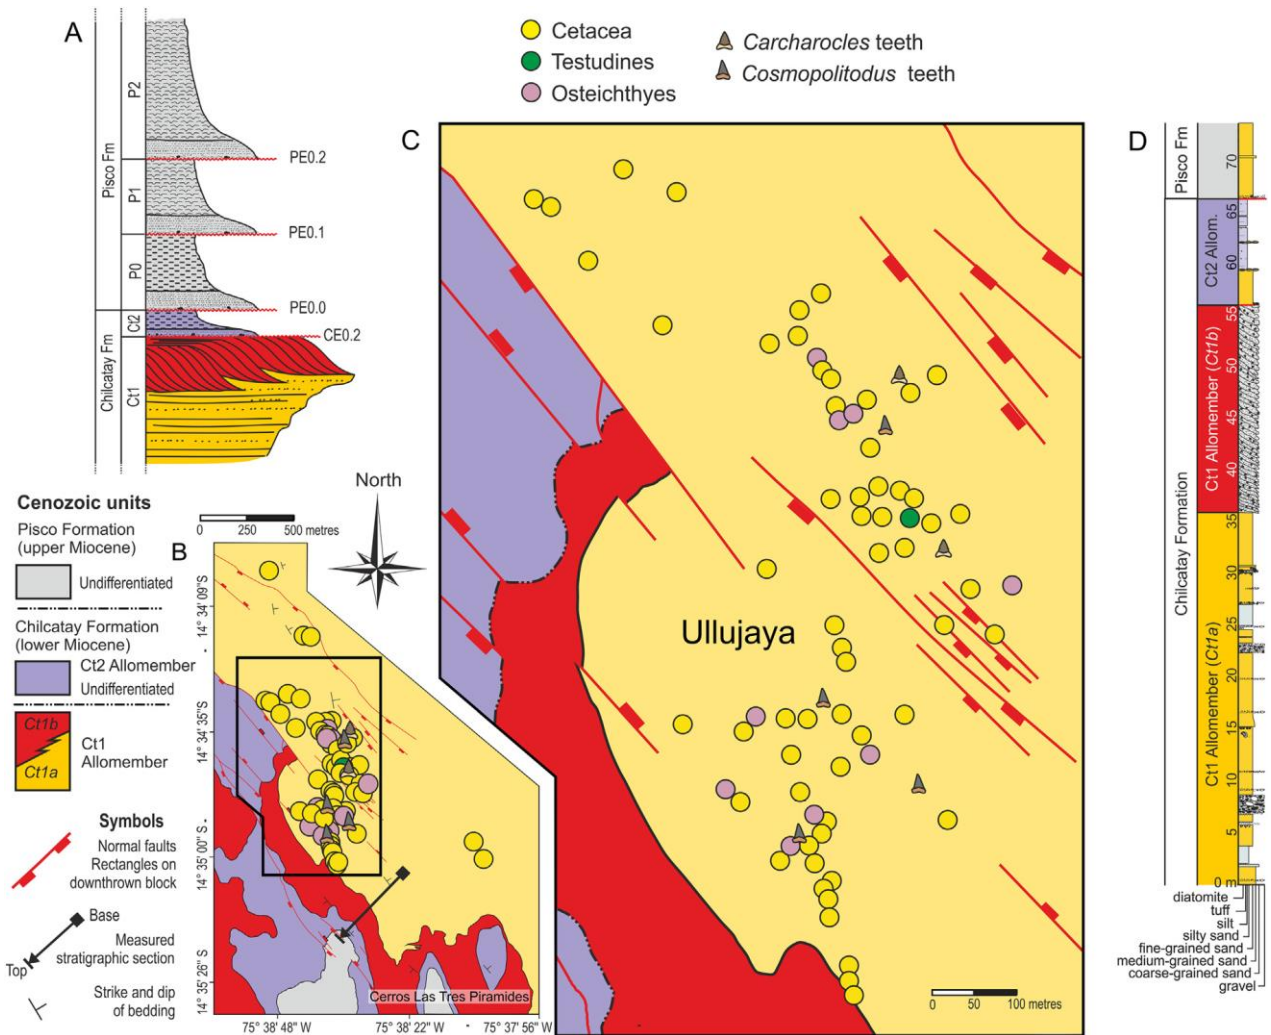 A
Pisco Fm
Chilcatay Fm
P2
P1
P0
Ct2
Ct1
PE0.2
PE0.1
PE0.0
CE0.2
Cetacea
Testudines
Osteichthyes
Carcharocles teeth
Cosmopolitodus teeth
C
Ullujaya
0 50 100 metres
D
Pisco Fm
Chilcatay Formation
Ct2 Allom.
Ct1 Allomember (Ct1b)
Ct1 Allomember (Ct1a)
70
65
60
55
50
45
40
35
30
25
20
15
10
5
0 m
diatomite
tuff
silt
silty sand
fine-grained sand
medium-grained sand
coarse-grained sand
gravel
Cenozoic units
Pisco Formation
(upper Miocene)
Undifferentiated
Chilcatay Formation
(lower Miocene)
Ct2 Allomember
Undifferentiated
Ct1b
Ct1a
Ct1
Allomember
Symbols
Normal faults
Rectangles on
downthrown block
Base
Measured
stratigraphic section
Top
Strike and dip
of bedding
North
0 250 500 metres
B
14° 34' 09" S
14° 34' 35" S
14° 35' 00" S
14° 35' 26" S
Cerros Las Tres Piramides
75° 38' 48" W
75° 38' 22" W
75° 37' 56" W